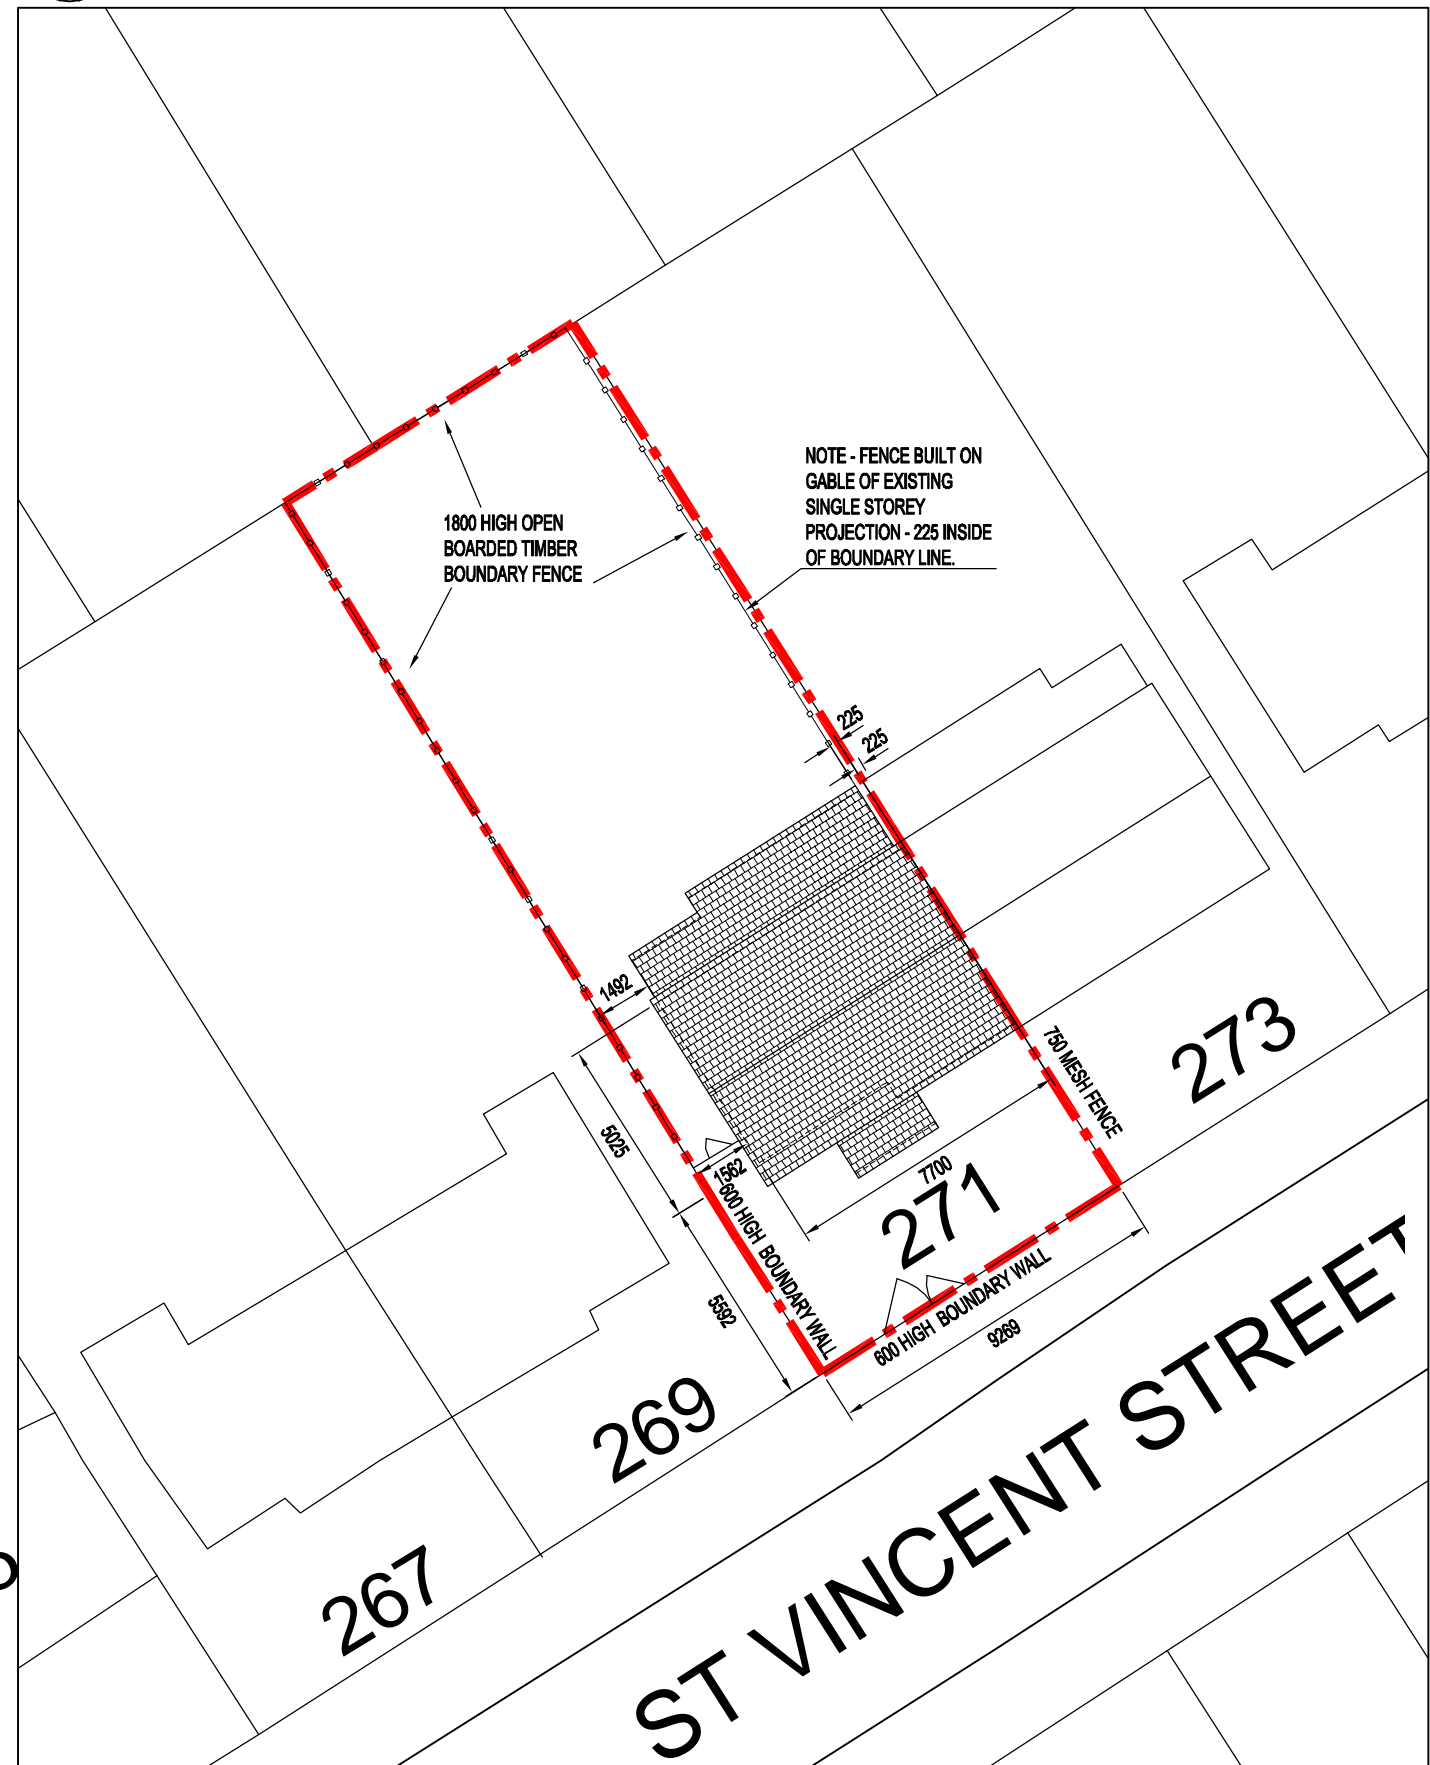 NOTE - FENCE BUILT ON
GABLE OF EXISTING
SINGLE STOREY
PROJECTION - 225 INSIDE
OF BOUNDARY LINE.
1800 HIGH OPEN
BOARDED TIMBER
BOUNDARY FENCE
225
225
1492
750 MESH FENCE
273
5025
1562
7700
271
600 HIGH BOUNDARY WALL
5592
600 HIGH BOUNDARY WALL
9269
269
267
ST VINCENT STREET